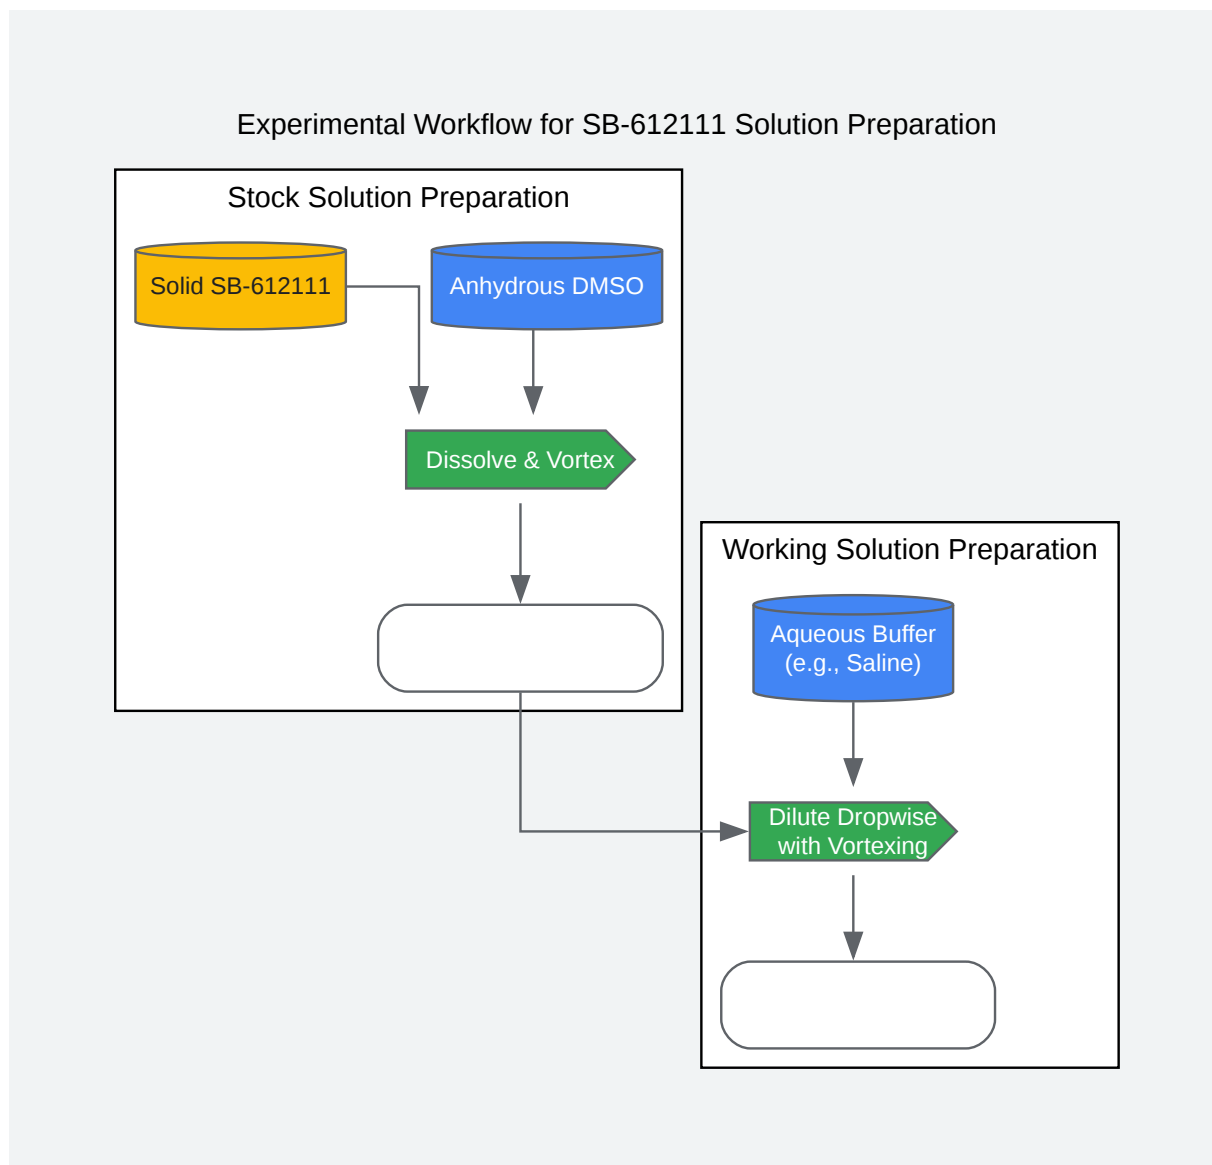 Experimental Workflow for SB-612111 Solution Preparation
Stock Solution Preparation
Solid SB-612111
Anhydrous DMSO
Dissolve & Vortex
Working Solution Preparation
Aqueous Buffer
(e.g., Saline)
Dilute Dropwise
with Vortexing